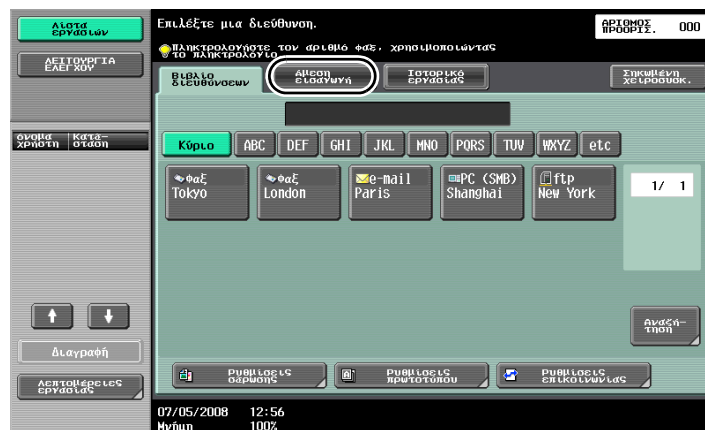 Λίστα
εργασιών
ΛΕΙΤΟΥΡΓΙΑ
ΕΛΕΓΧΟΥ
όνομα Κατά-
χρήστη σταση
Διαγραφή
Λεπτομέρειες
εργασίας
Επιλέξτε μια διεύθυνση.
ΑΡΙΘΜΟΣ
ΠΡΟΟΡΙΣ. 000
Πληκτρολογήστε τον αριθμό φαξ, χρησιμοποιώντας
το πληκτρολόγιο
Βιβλίο
διευθύνσεων
Άμεση
εισαγωγή
Ιστορικό
εργασίας
Σηκωμένη
χειροσυσκ.
Κύριο ABC DEF GHI JKL MNO PQRS TUV WXYZ etc
φαξ
Tokyo
φαξ
London
e-mail
Paris
PC (SMB)
Shanghai
ftp
New York
1/ 1
Αναζή-
τηση
Ρυθμίσεις
σάρωσης
Ρυθμίσεις
πρωτοτύπου
Ρυθμίσεις
επικοινωνίας
07/05/2008 12:56
Μνήμη 100%